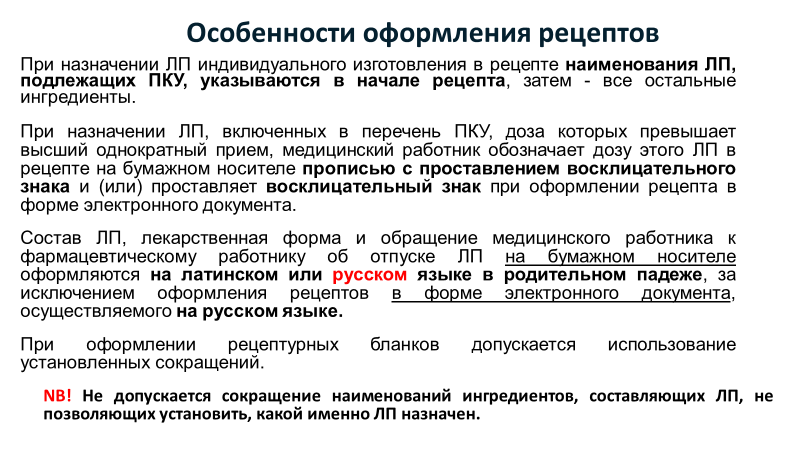 Особенности оформления рецептов
При назначении ЛП индивидуального изготовления в рецепте наименования ЛП,
подлежащих ПКУ, указываются в начале рецепта, затем - все остальные
ингредиенты.
При назначении ЛП, включенных в перечень ПКУ, доза которых превышает
высший однократный прием, медицинский работник обозначает дозу этого ЛП в
рецепте на бумажном носителе прописью с проставлением восклицательного
знака и (или) проставляет восклицательный знак при оформлении рецепта в
форме электронного документа.
Состав ЛП, лекарственная форма и обращение медицинского работника к
фармацевтическому работнику об отпуске ЛП на бумажном носителе
оформляются на латинском или русском языке в родительном падеже, за
исключением оформления рецептов в форме электронного документа,
осуществляемого на русском языке.
При оформлении рецептурных бланков допускается использование
установленных сокращений.
NB! Не допускается сокращение наименований ингредиентов, составляющих ЛП, не
позволяющих установить, какой именно ЛП назначен.